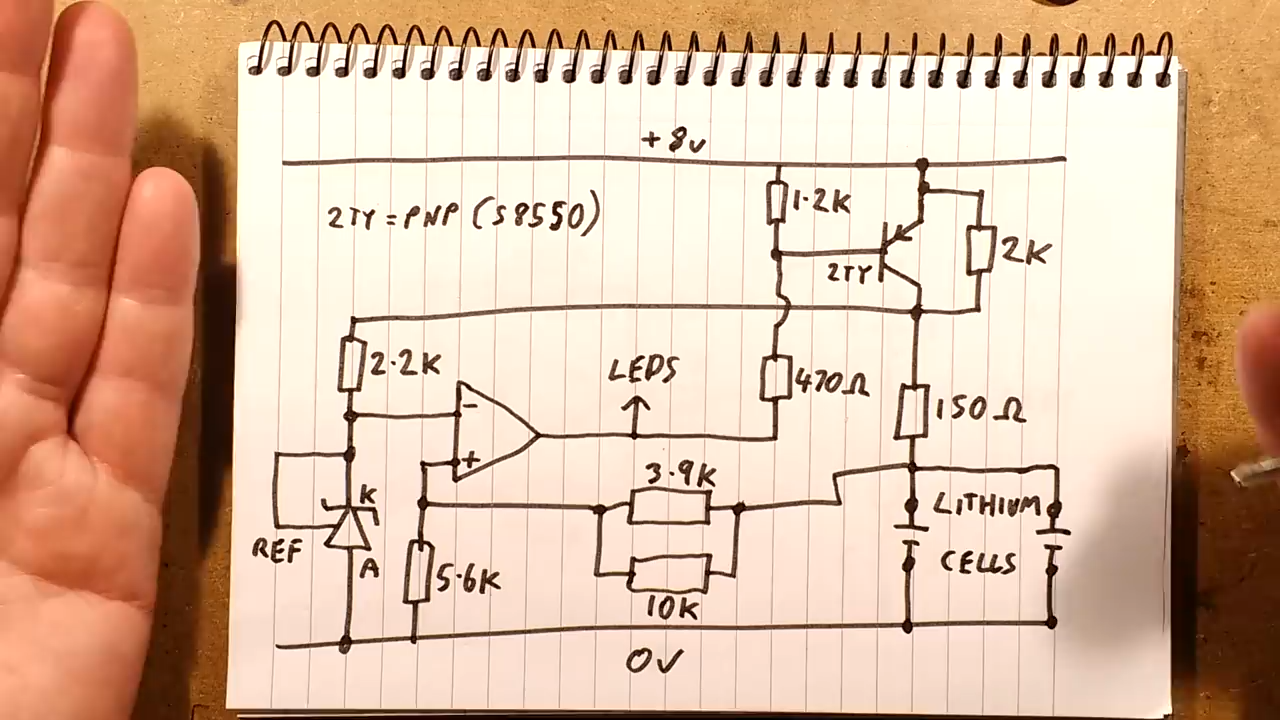 +8v
1.2K
2TY = PNP (S8550)
2K
2TY
2.2K
LEDS
470Ω
150Ω
-
+
3.9K
K
LITHIUM
REF
A
5.6K
CELLS
10K
0V